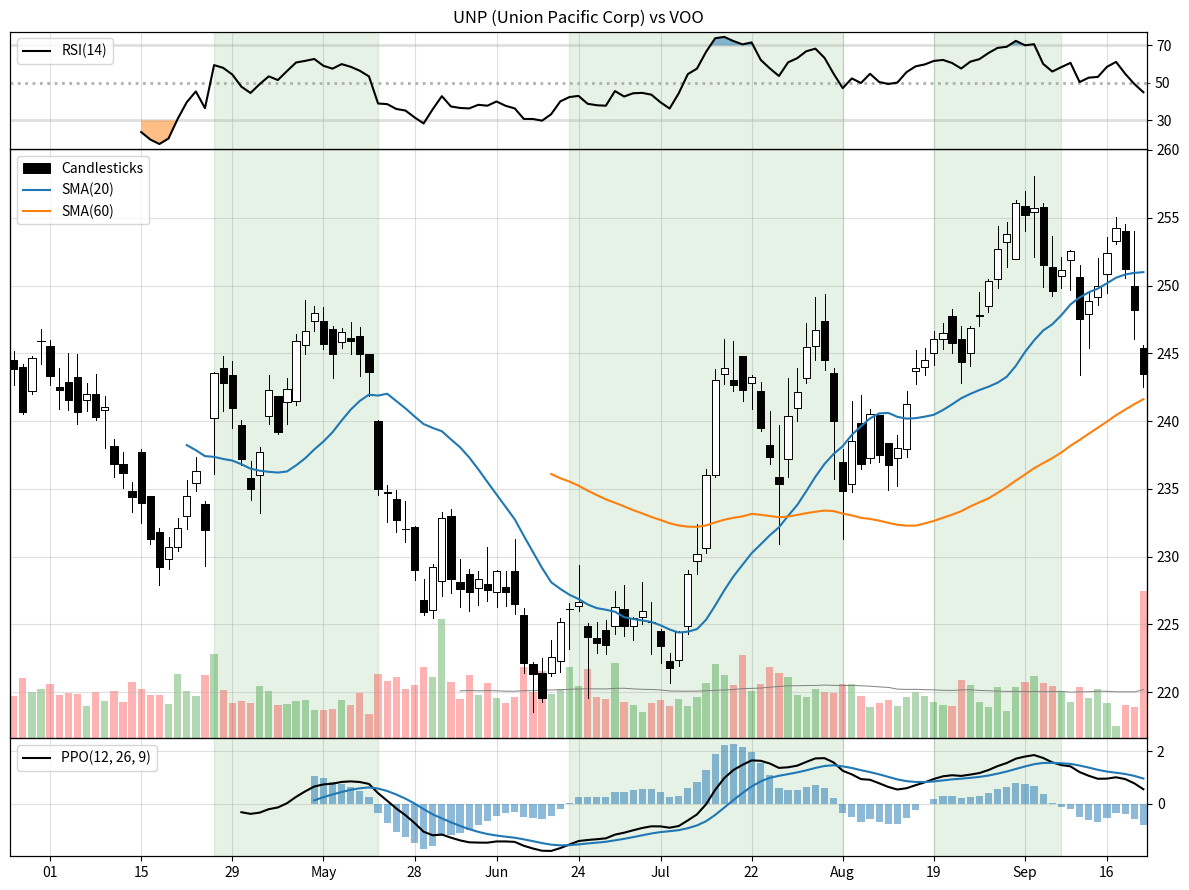 UNP (Union Pacific Corp) vs VOO
RSI(14)
70
50
30
260
Candlesticks
SMA(20)
SMA(60)
255
250
245
240
235
230
225
220
PPO(12, 26, 9)
2
0
01 15 29 May 28 Jun 24 Jul 22 Aug 19 Sep 16